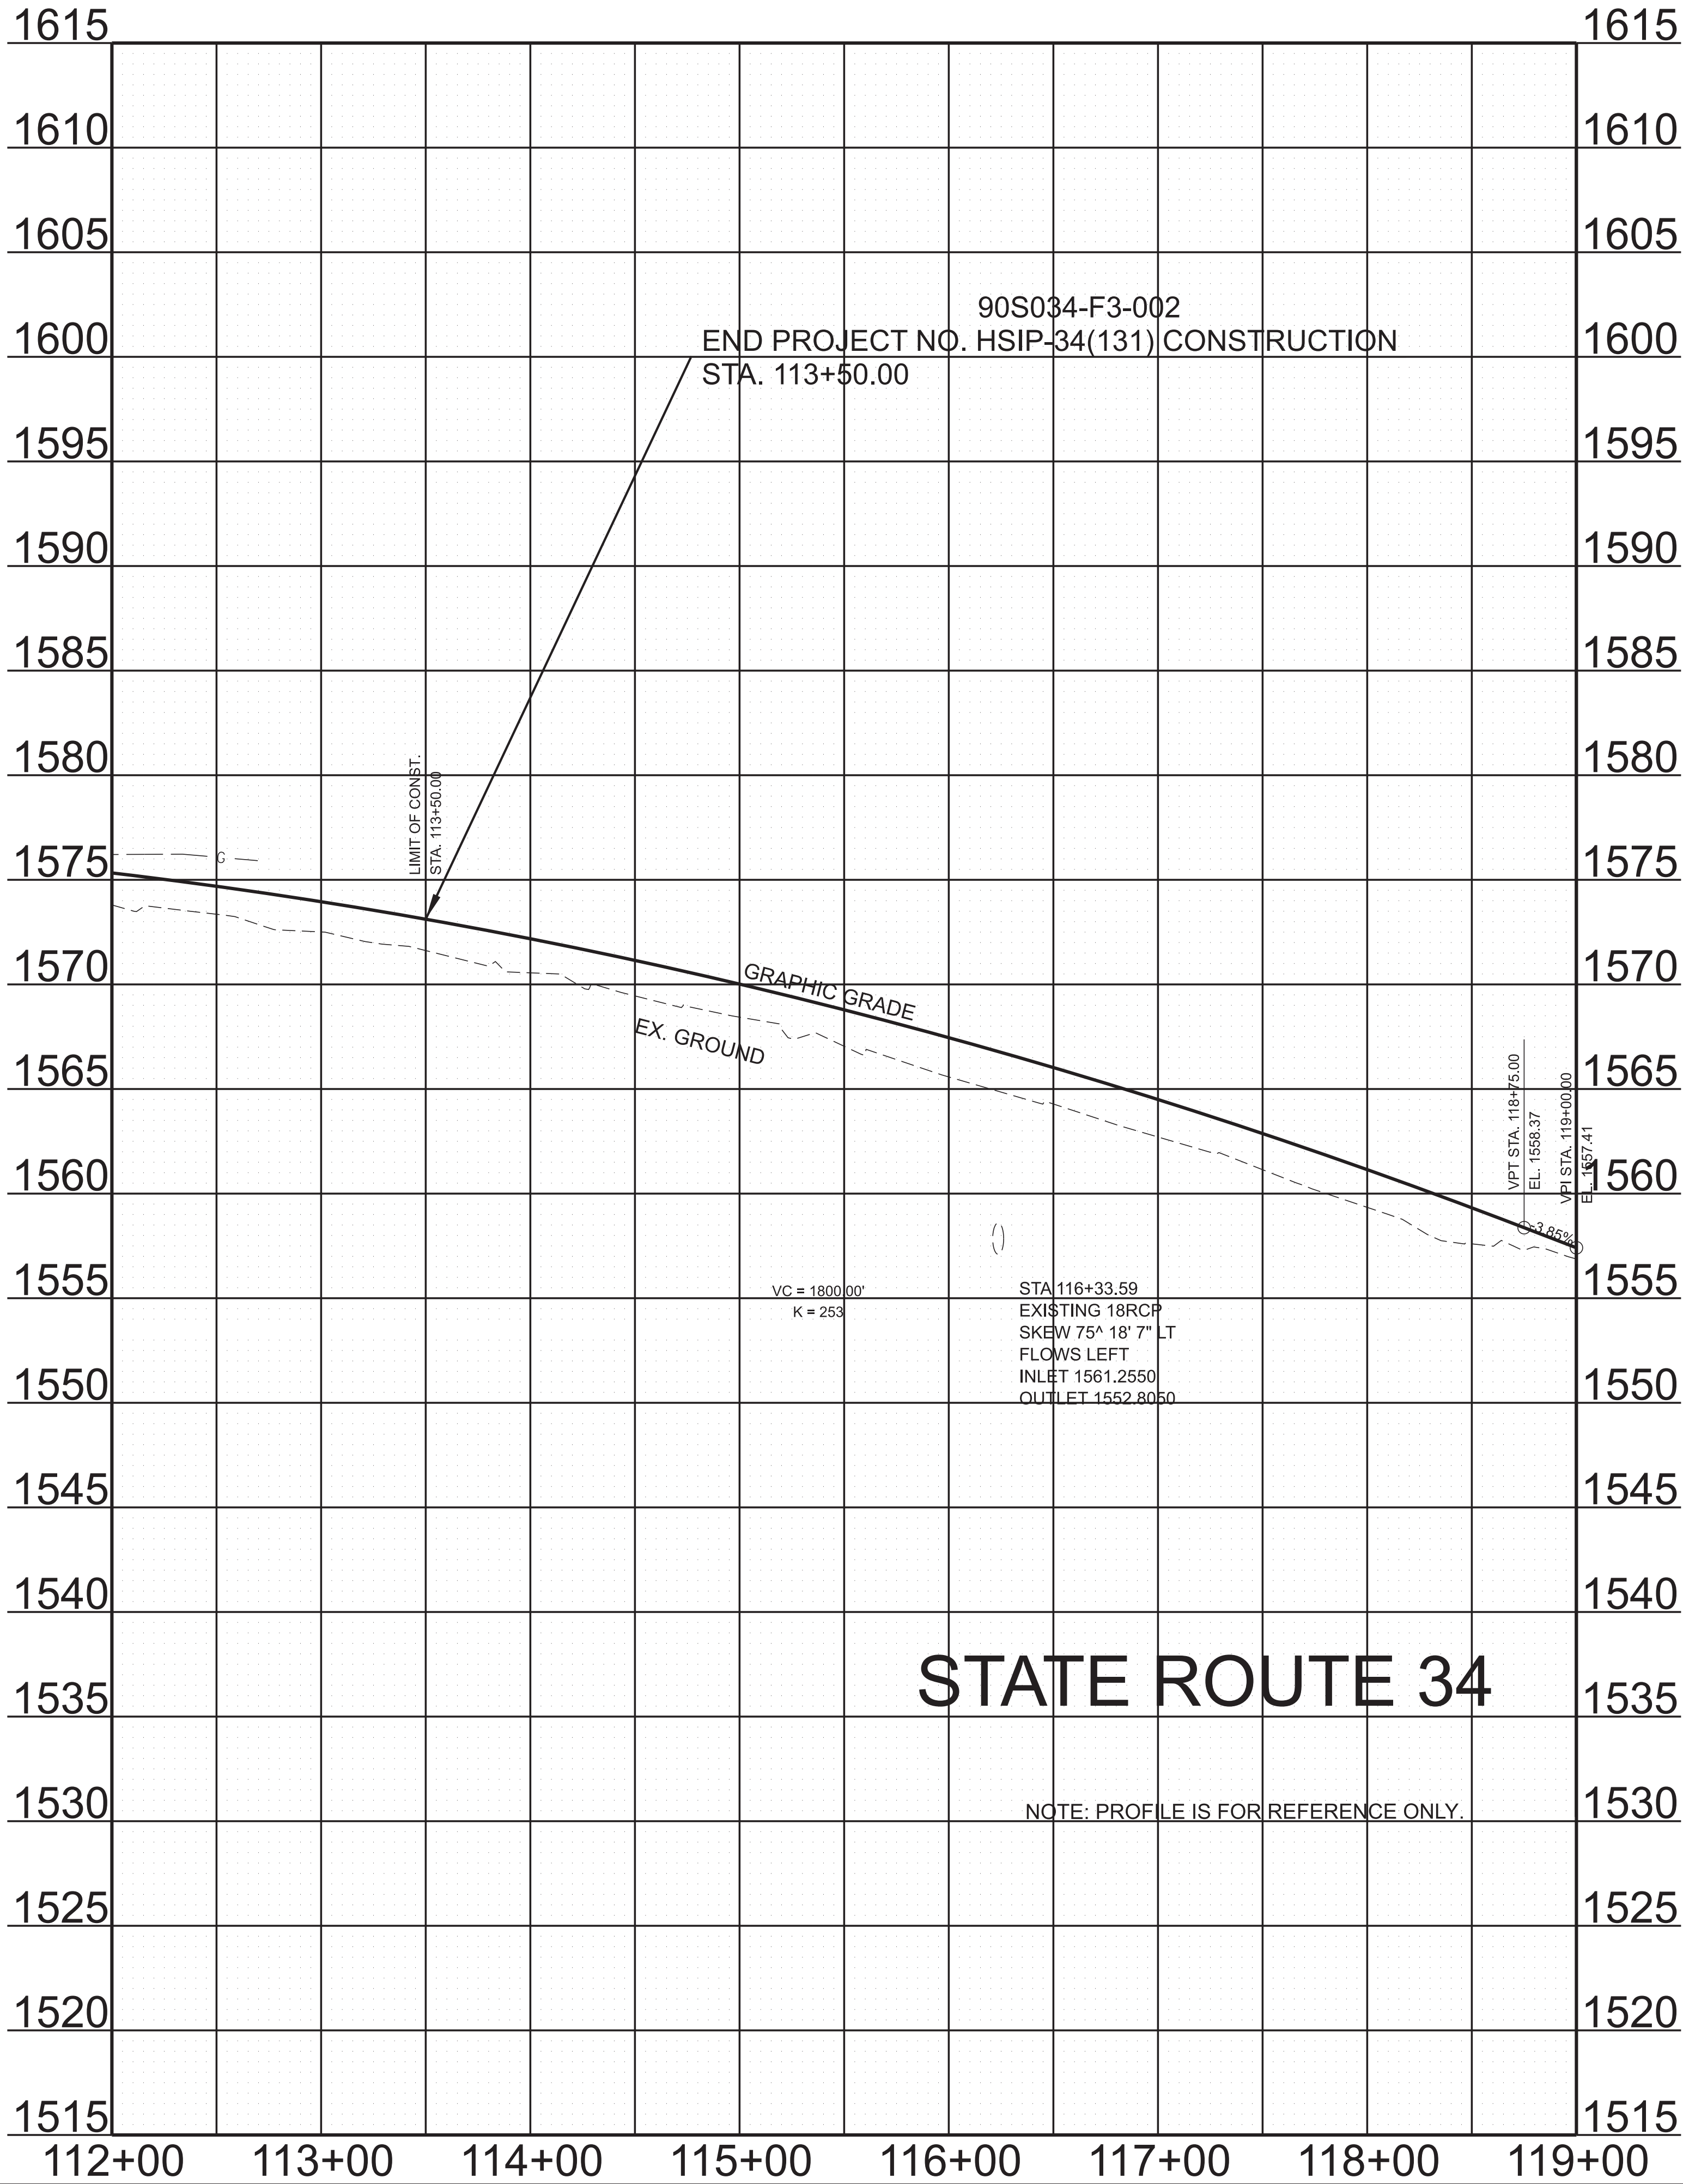 1615 1615
1610 1610
1605 1605
90S034-F3-002
END PROJECT NO. HSIP-34(131) CONSTRUCTION
1600 1600
STA. 113+50.00
1595 1595
1590 1590
1585 1585
LIMIT OF CONST.
STA. 113+50.00
1580 1580
G
1575 1575
1570 1570
GRAPHIC GRADE
EX. GROUND
1565 1565
VPT STA. 118+75.00
EL. 1558.37
VPI STA. 119+00.00
EL. 1557.41
1560 1560
-3.85%
VC = 1800.00'
K = 253
STA 116+33.59
EXISTING 18RCP
SKEW 75^ 18' 7" LT
FLOWS LEFT
INLET 1561.2550
OUTLET 1552.8050
1555 1555
1550 1550
1545 1545
1540 1540
STATE ROUTE 34
1535 1535
NOTE: PROFILE IS FOR REFERENCE ONLY.
1530 1530
1525 1525
1520 1520
1515 1515
112+00 113+00 114+00 115+00 116+00 117+00 118+00 119+00